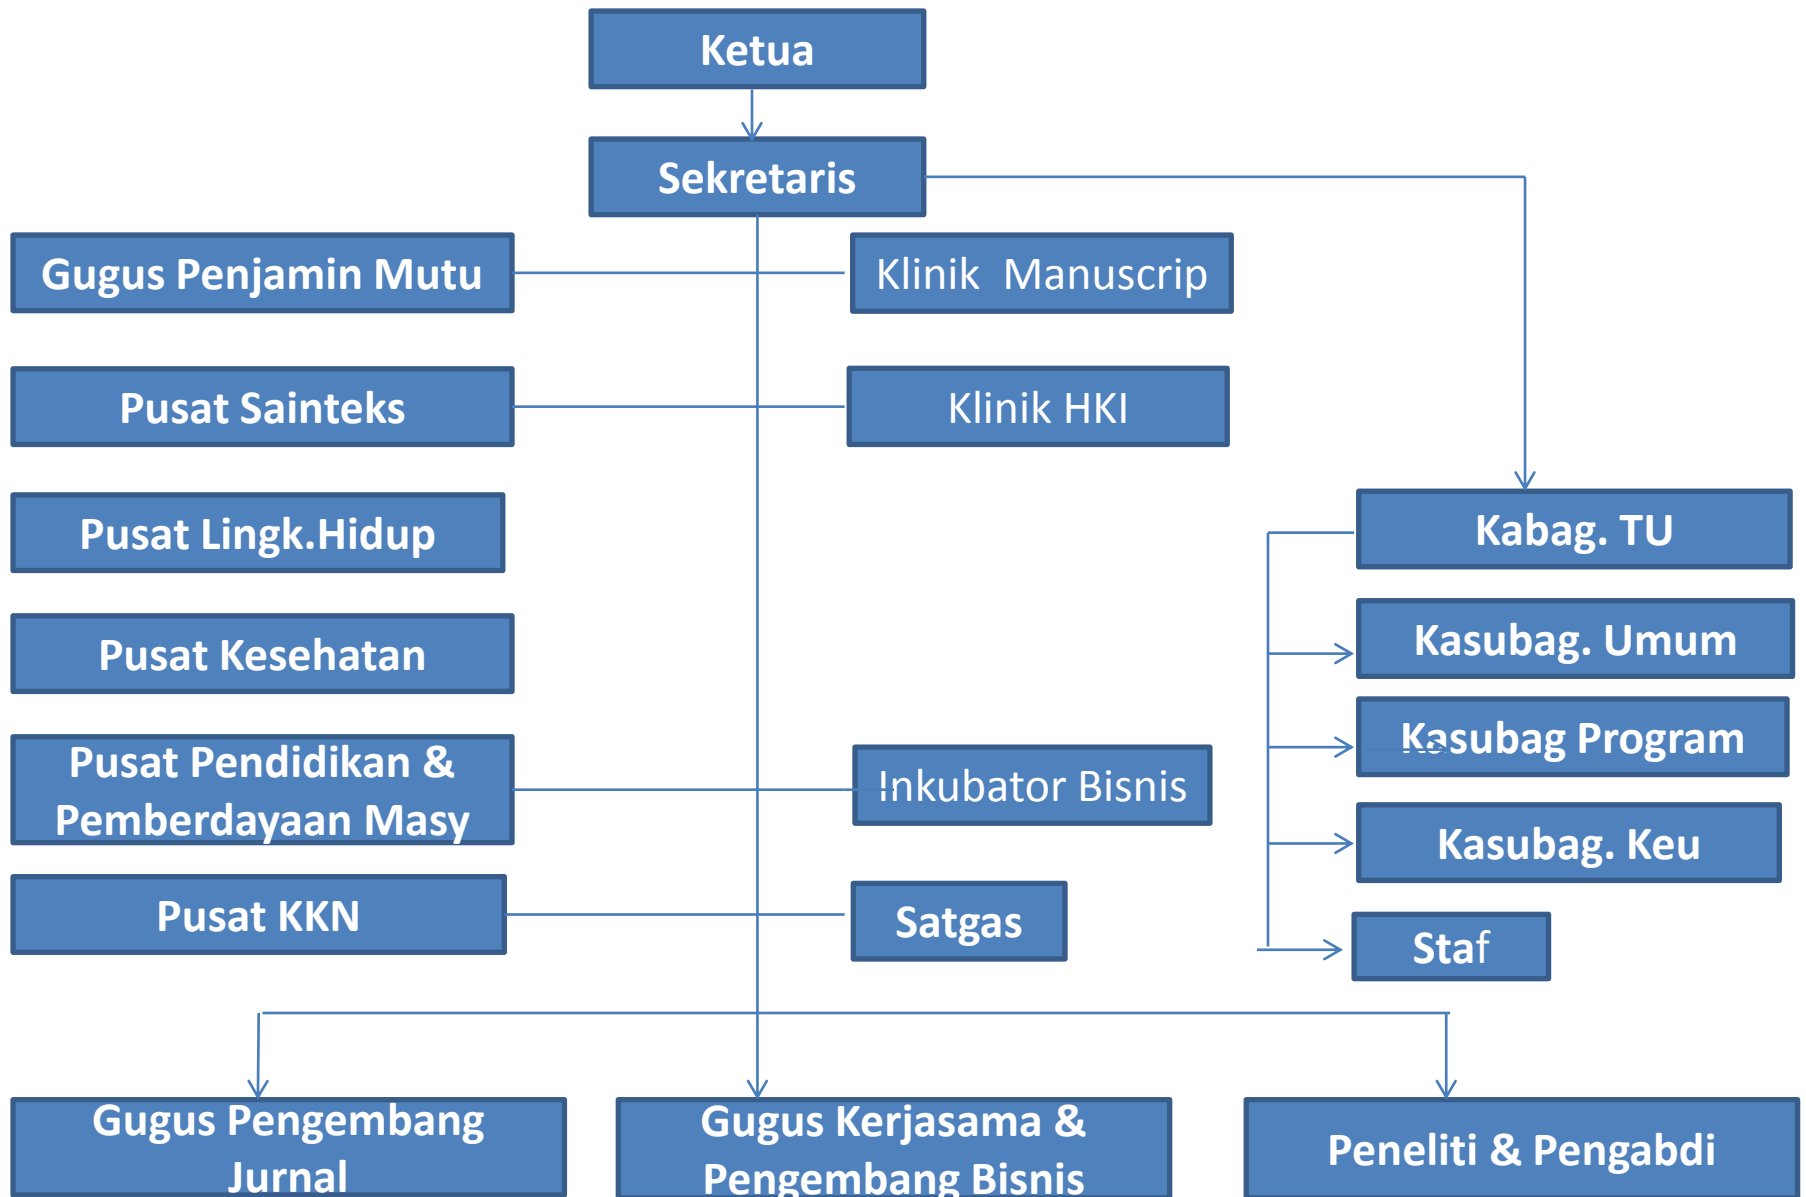 Ketua
Sekretaris
Gugus Penjamin Mutu
Klinik Manuscrip
Pusat Sainteks
Klinik HKI
Pusat Lingk.Hidup
Kabag. TU
Pusat Kesehatan
Kasubag. Umum
Kasubag Program
Pusat Pendidikan &
Pemberdayaan Masy
Inkubator Bisnis
Kasubag. Keu
Pusat KKN
Satgas
Staf
Gugus Pengembang
Jurnal
Gugus Kerjasama &
Pengembang Bisnis
Peneliti & Pengabdi